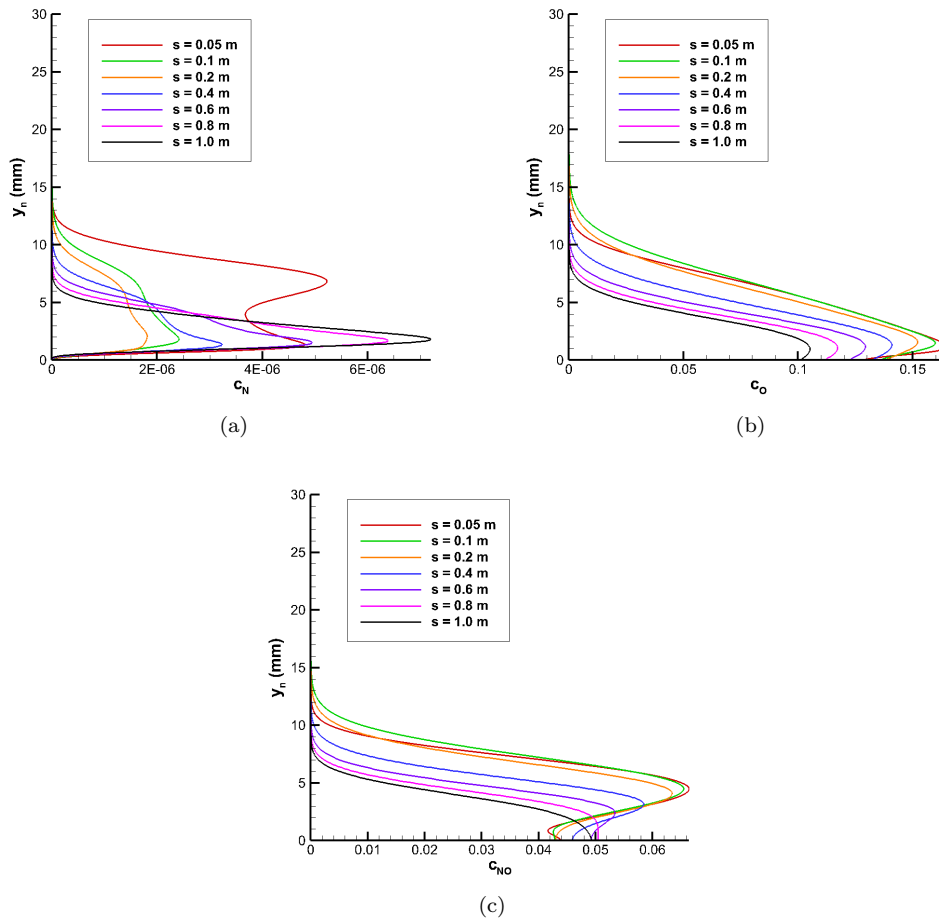 30
25
20
15
10
5
0
y_n (mm)
s = 0.05 m
s = 0.1 m
s = 0.2 m
s = 0.4 m
s = 0.6 m
s = 0.8 m
s = 1.0 m
0 2E-06 4E-06 6E-06
c_N
(a)
30
25
20
15
10
5
0
y_n (mm)
s = 0.05 m
s = 0.1 m
s = 0.2 m
s = 0.4 m
s = 0.6 m
s = 0.8 m
s = 1.0 m
0 0.05 0.1 0.15
c_O
(b)
30
25
20
15
10
5
0
y_n (mm)
s = 0.05 m
s = 0.1 m
s = 0.2 m
s = 0.4 m
s = 0.6 m
s = 0.8 m
s = 1.0 m
0 0.01 0.02 0.03 0.04 0.05 0.06
c_NO
(c)